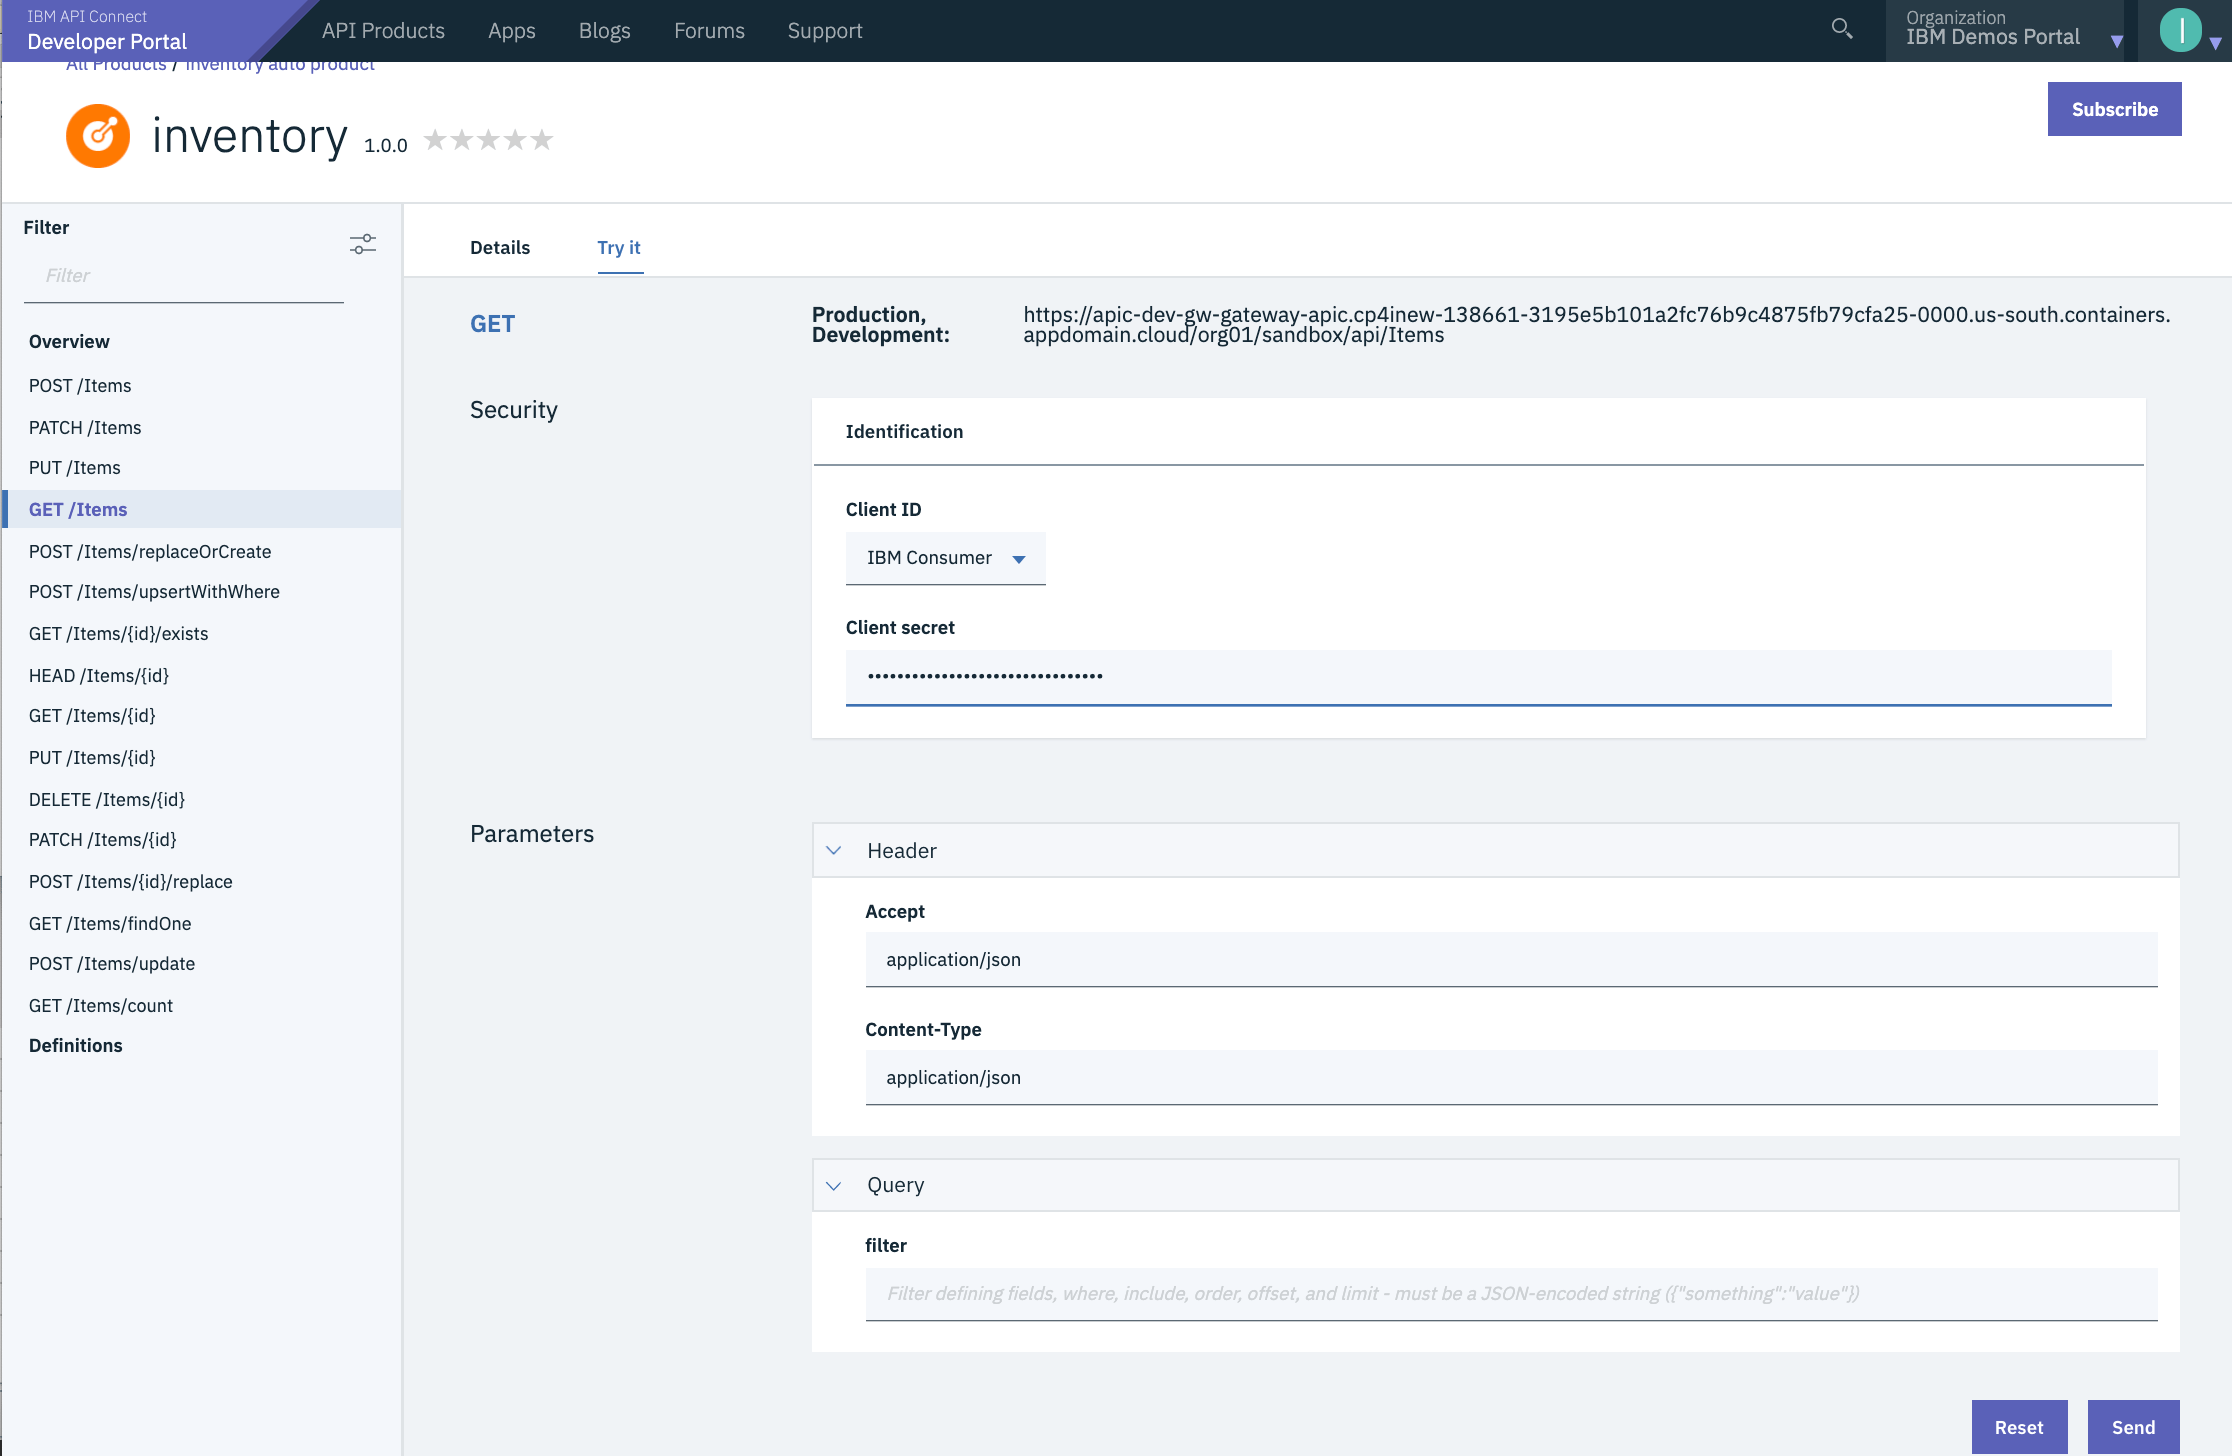 IBM API Connect
Developer Portal
API Products
Apps
Blogs
Forums
Support
Organization
IBM Demos Portal
I
All Products / inventory auto product
inventory 1.0.0
Subscribe
Filter
Filter
Overview
POST /Items
PATCH /Items
PUT /Items
GET /Items
POST /Items/replaceOrCreate
POST /Items/upsertWithWhere
GET /Items/{id}/exists
HEAD /Items/{id}
GET /Items/{id}
PUT /Items/{id}
DELETE /Items/{id}
PATCH /Items/{id}
POST /Items/{id}/replace
GET /Items/findOne
POST /Items/update
GET /Items/count
Definitions
Details
Try it
GET
Production,
Development:
https://apic-dev-gw-gateway-apic.cp4inew-138661-3195e5b101a2fc76b9c4875fb79cfa25-0000.us-south.containers.
appdomain.cloud/org01/sandbox/api/Items
Security
Identification
Client ID
IBM Consumer
Client secret
••••••••••••••••••••••••••••••••
Parameters
Header
Accept
application/json
Content-Type
application/json
Query
filter
Filter defining fields, where, include, order, offset, and limit - must be a JSON-encoded string ({"something":"value"})
Reset
Send